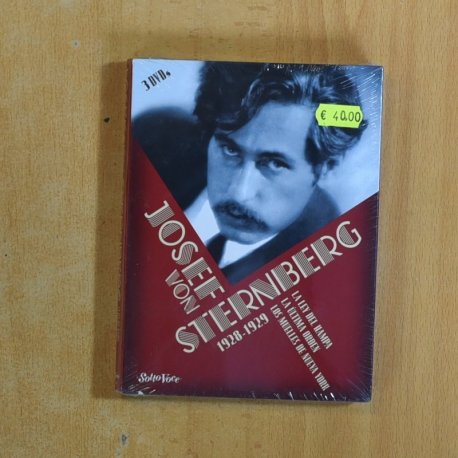 3 DVDs
€ 40.00
JOSEF
VON
STERNBERG
1928-1929
LA LEY DEL HAMPA
LA ÚLTIMA ORDEN
LOS MUELLES DE NUEVA YORK
Sotto Voce